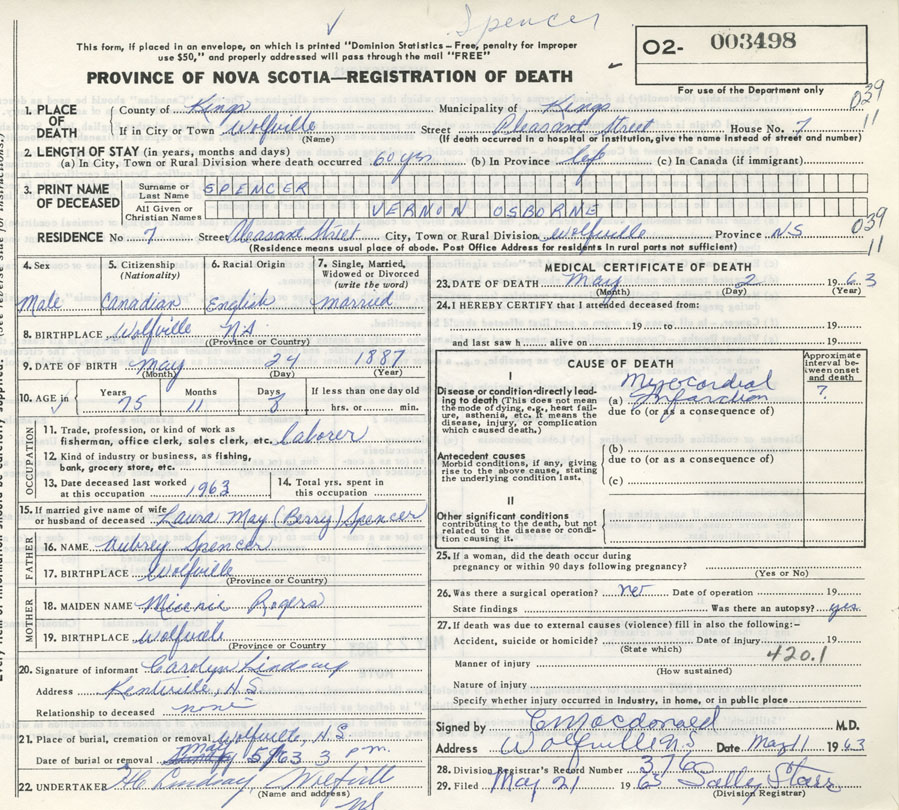 Spencer
This form, if placed in an envelope, on which is printed "Dominion Statistics – Free, penalty for improper
use $50," and properly addressed will pass through the mail "FREE"
O2- 003498
For use of the Department only
PROVINCE OF NOVA SCOTIA—REGISTRATION OF DEATH
039
11
1. PLACE OF DEATH County of Kings Municipality of Kings
If in City or Town Wolfville Street Pleasant Street House No. 7
(Name) (If death occurred in a hospital or institution, give the name instead of street and number)
2. LENGTH OF STAY (in years, months and days)
(a) In City, Town or Rural Division where death occurred 60 yrs (b) In Province life (c) In Canada (if immigrant)
3. PRINT NAME OF DECEASED Surname or Last Name SPENCER
All Given or Christian Names VERNON OSBORNE
RESIDENCE No 7 Street Pleasant Street City, Town or Rural Division Wolfville Province N.S. 039
(Residence means usual place of abode. Post Office Address for residents in rural parts not sufficient) 11
4. Sex 5. Citizenship (Nationality) 6. Racial Origin 7. Single, Married, Widowed or Divorced (write the word)
Male Canadian English married
8. BIRTHPLACE Wolfville NS
(Province or Country)
9. DATE OF BIRTH May 24 1887
(Month) (Day) (Year)
10. AGE in Years Months Days If less than one day old
75 11 8 hrs. or min.
OCCUPATION
11. Trade, profession, or kind of work as
fisherman, office clerk, sales clerk, etc. laborer
12. Kind of industry or business, as fishing,
bank, grocery store, etc.
13. Date deceased last worked at this occupation 1963
14. Total yrs. spent in this occupation
15. If married give name of wife or husband of deceased Laura May (Berry) Spencer
FATHER
16. NAME Aubrey Spencer
17. BIRTHPLACE Wolfville
(Province or Country)
MOTHER
18. MAIDEN NAME Minnie Rogers
19. BIRTHPLACE Wolfville
(Province or Country)
20. Signature of informant Carolyn Lindsay
Address Kentville, N.S
Relationship to deceased none
21. Place of burial, cremation or removal Wolfville, N.S.
Date of burial or removal May 5/63 3 pm.
22. UNDERTAKER Lindsay Wolfville
(Name and address) NS
MEDICAL CERTIFICATE OF DEATH
23. DATE OF DEATH May 2 1963
(Month) (Day) (Year)
24. I HEREBY CERTIFY that I attended deceased from:
19 to 19
and last saw h alive on 19
CAUSE OF DEATH
Approximate interval between onset and death
I
Disease or condition directly leading to death (This does not mean
the mode of dying, e.g., heart failure, asthenia, etc. It means the
disease, injury, or complication which caused death.)
(a) Myocardial Infarction ?
due to (or as a consequence of)
Antecedent causes
Morbid conditions, if any, giving
rise to the above cause, stating
the underlying condition last.
(b)
due to (or as a consequence of)
(c)
II
Other significant conditions
contributing to the death, but not
related to the disease or condition causing it.
25. If a woman, did the death occur during
pregnancy or within 90 days following pregnancy?
(Yes or No)
26. Was there a surgical operation? no Date of operation 19
State findings Was there an autopsy? yes
27. If death was due to external causes (violence) fill in also the following:–
Accident, suicide or homicide? Date of injury 19
(State which) 420.1
Manner of injury
(How sustained)
Nature of injury
Specify whether injury occurred in Industry, in home, or in public place
Signed by Macdonald M.D.
Address Wolfville NS Date May 11 1963
28. Division Registrar's Record Number 376
29. Filed May 21 1963 Sally Starr
(Division Registrar)